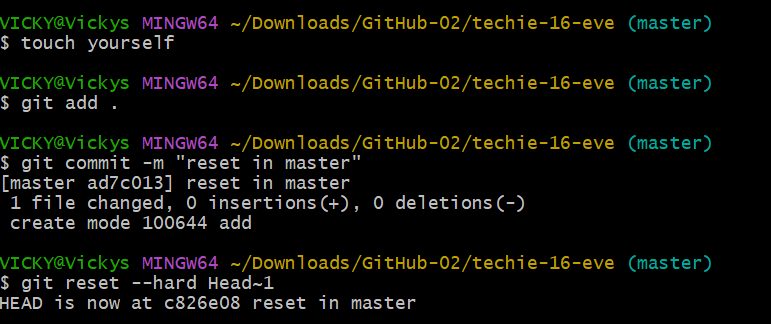 VICKY@Vickys MINGW64 ~/Downloads/GitHub-02/techie-16-eve (master)
$ touch yourself
VICKY@Vickys MINGW64 ~/Downloads/GitHub-02/techie-16-eve (master)
$ git add .
VICKY@Vickys MINGW64 ~/Downloads/GitHub-02/techie-16-eve (master)
$ git commit -m "reset in master"
[master ad7c013] reset in master
 1 file changed, 0 insertions(+), 0 deletions(-)
 create mode 100644 add
VICKY@Vickys MINGW64 ~/Downloads/GitHub-02/techie-16-eve (master)
$ git reset --hard Head~1
HEAD is now at c826e08 reset in master